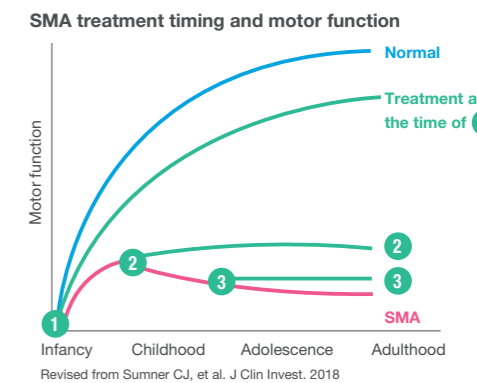 SMA treatment timing and motor function
Normal
Treatment a
the time of
Motor function
2
2
3
3
1
SMA
Infancy Childhood Adolescence Adulthood
Revised from Sumner CJ, et al. J Clin Invest. 2018